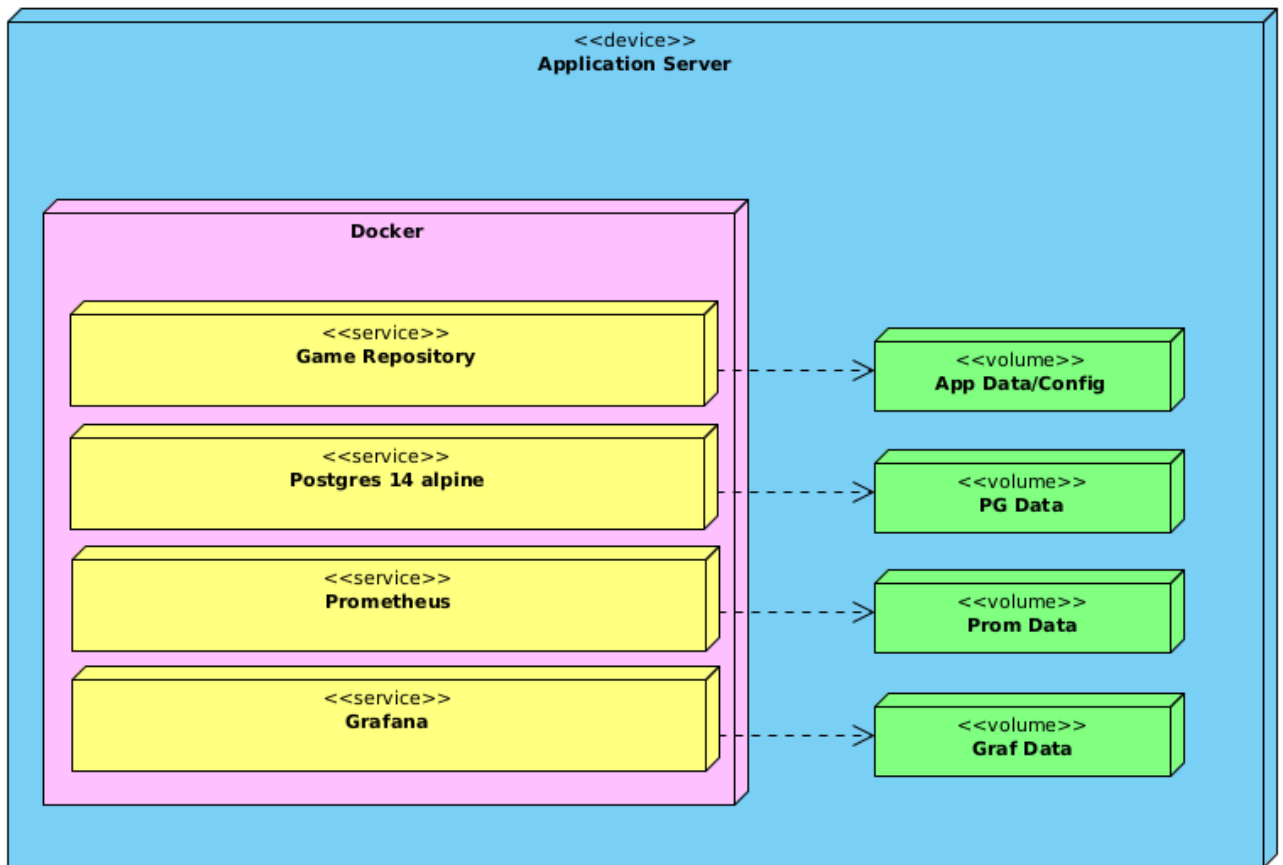 <<device>>
Application Server
Docker
<<service>>
Game Repository
<<volume>>
App Data/Config
<<service>>
Postgres 14 alpine
<<volume>>
PG Data
<<service>>
Prometheus
<<volume>>
Prom Data
<<service>>
Grafana
<<volume>>
Graf Data